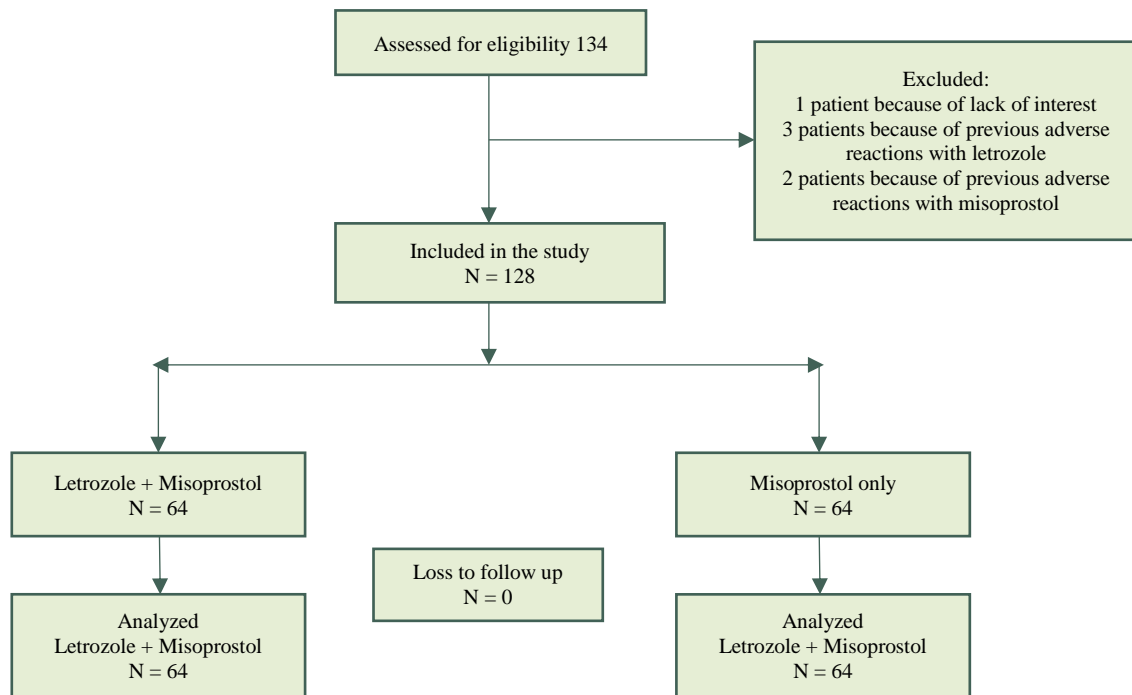 Assessed for eligibility 134
Excluded:
1 patient because of lack of interest
3 patients because of previous adverse
reactions with letrozole
2 patients because of previous adverse
reactions with misoprostol
Included in the study
N = 128
Letrozole + Misoprostol
N = 64
Misoprostol only
N = 64
Loss to follow up
N = 0
Analyzed
Letrozole + Misoprostol
N = 64
Analyzed
Letrozole + Misoprostol
N = 64